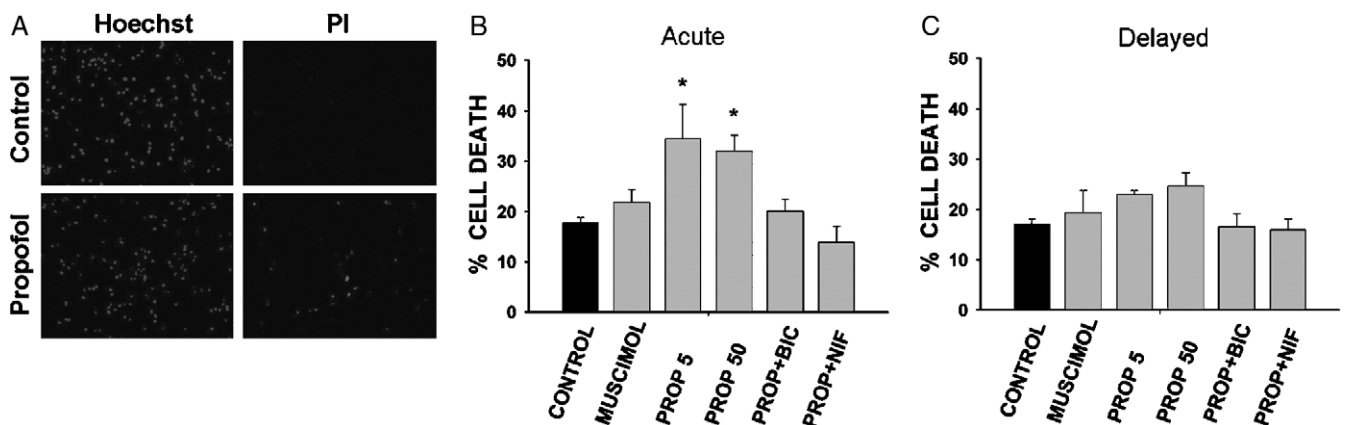 A
Hoechst
PI
Control
Propofol
B
Acute
% CELL DEATH
50
40
30
20
10
0
*
*
CONTROL
MUSCIMOL
PROP 5
PROP 50
PROP+BIC
PROP+NIF
C
Delayed
% CELL DEATH
50
40
30
20
10
0
CONTROL
MUSCIMOL
PROP 5
PROP 50
PROP+BIC
PROP+NIF